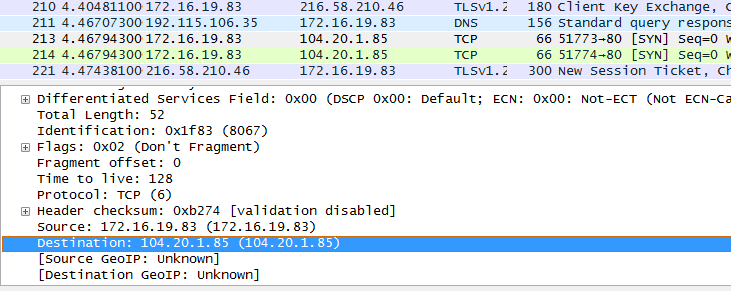 210 4.40481100 172.16.19.83 216.58.210.46 TLSv1.2 180 Client Key Exchange, C
211 4.46707300 192.115.106.35 172.16.19.83 DNS 156 Standard query respons
213 4.46794300 172.16.19.83 104.20.1.85 TCP 66 51773→80 [SYN] Seq=0 W
214 4.46794300 172.16.19.83 104.20.1.85 TCP 66 51774→80 [SYN] Seq=0 W
221 4.47438100 216.58.210.46 172.16.19.83 TLSv1.2 300 New Session Ticket, Ch
Differentiated Services Field: 0x00 (DSCP 0x00: Default; ECN: 0x00: Not-ECT (Not ECN-Ca
Total Length: 52
Identification: 0x1f83 (8067)
Flags: 0x02 (Don't Fragment)
Fragment offset: 0
Time to live: 128
Protocol: TCP (6)
Header checksum: 0xb274 [validation disabled]
Source: 172.16.19.83 (172.16.19.83)
Destination: 104.20.1.85 (104.20.1.85)
[Source GeoIP: Unknown]
[Destination GeoIP: Unknown]